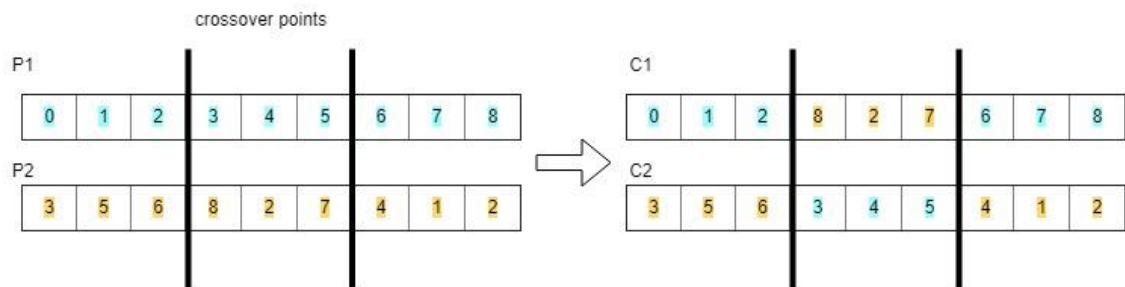 crossover points
P1 C1
0 1 2 3 4 5 6 7 8 0 1 2 8 2 7 6 7 8
P2 C2
3 5 6 8 2 7 4 1 2 3 5 6 3 4 5 4 1 2